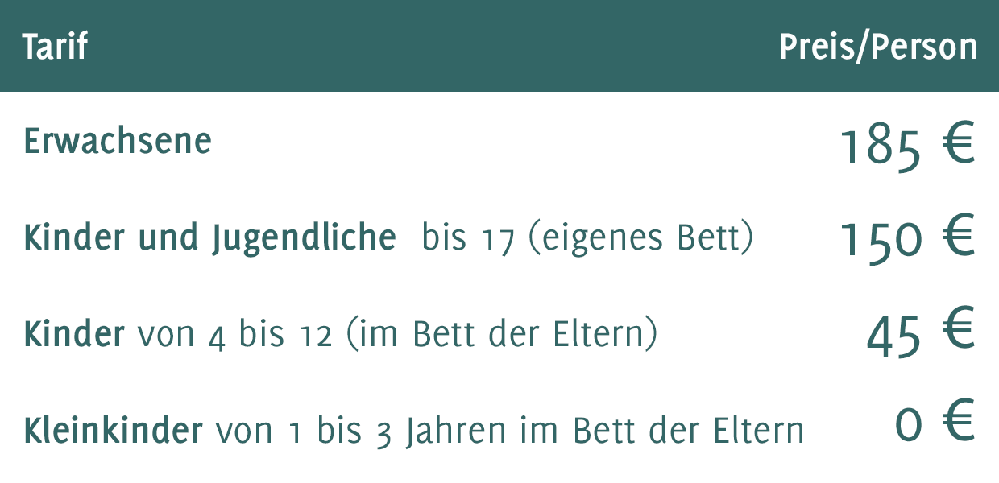 Tarif Preis/Person
Erwachsene 185 €
Kinder und Jugendliche bis 17 (eigenes Bett) 150 €
Kinder von 4 bis 12 (im Bett der Eltern) 45 €
Kleinkinder von 1 bis 3 Jahren im Bett der Eltern 0 €